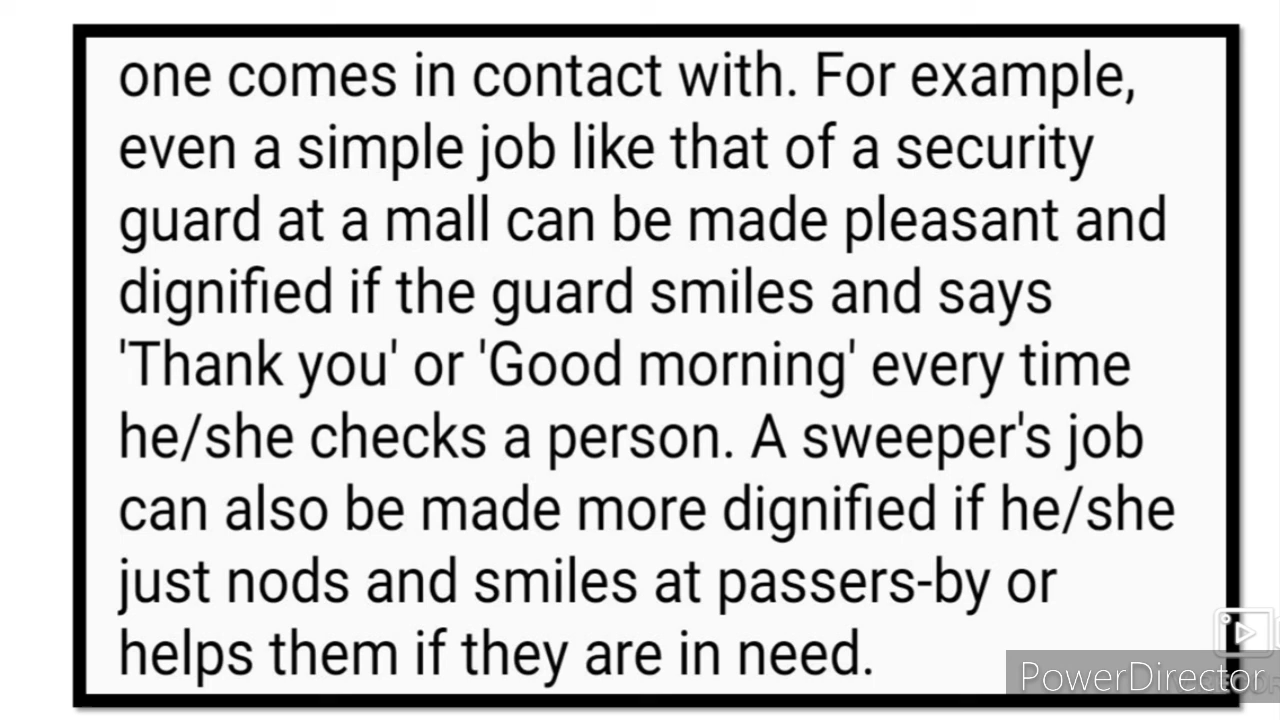 one comes in contact with. For example,
even a simple job like that of a security
guard at a mall can be made pleasant and
dignified if the guard smiles and says
'Thank you' or 'Good morning' every time
he/she checks a person. A sweeper's job
can also be made more dignified if he/she
just nods and smiles at passers-by or
helps them if they are in need.
PowerDirector